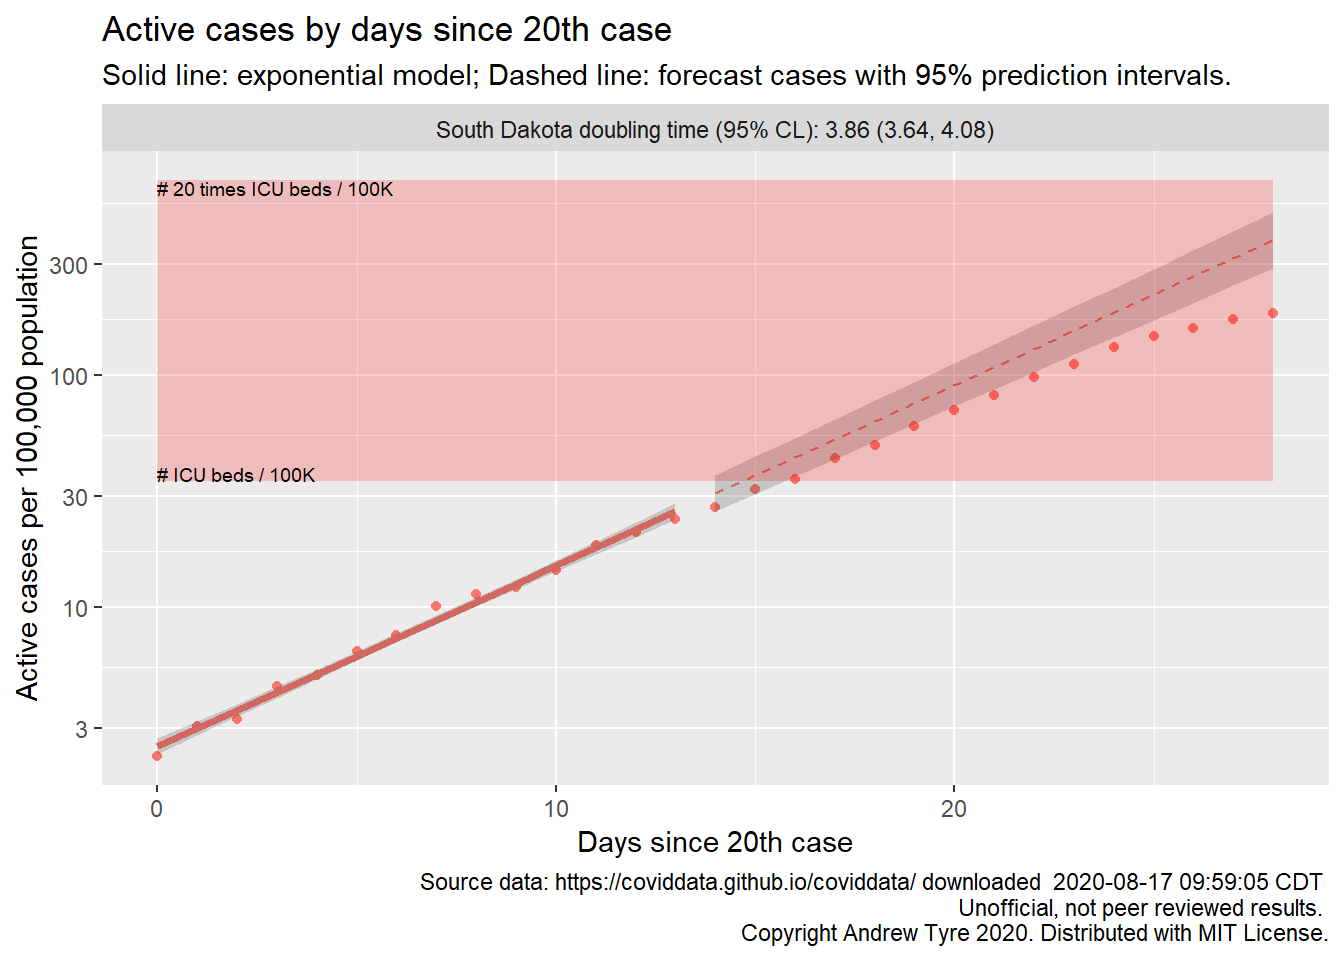 Active cases by days since 20th case
Solid line: exponential model; Dashed line: forecast cases with 95% prediction intervals.
South Dakota doubling time (95% CL): 3.86 (3.64, 4.08)
# 20 times ICU beds / 100K
# ICU beds / 100K
Active cases per 100,000 population
300
100
30
10
3
0
10
20
Days since 20th case
Source data: https://coviddata.github.io/coviddata/ downloaded  2020-08-17 09:59:05 CDT
Unofficial, not peer reviewed results.
Copyright Andrew Tyre 2020. Distributed with MIT License.